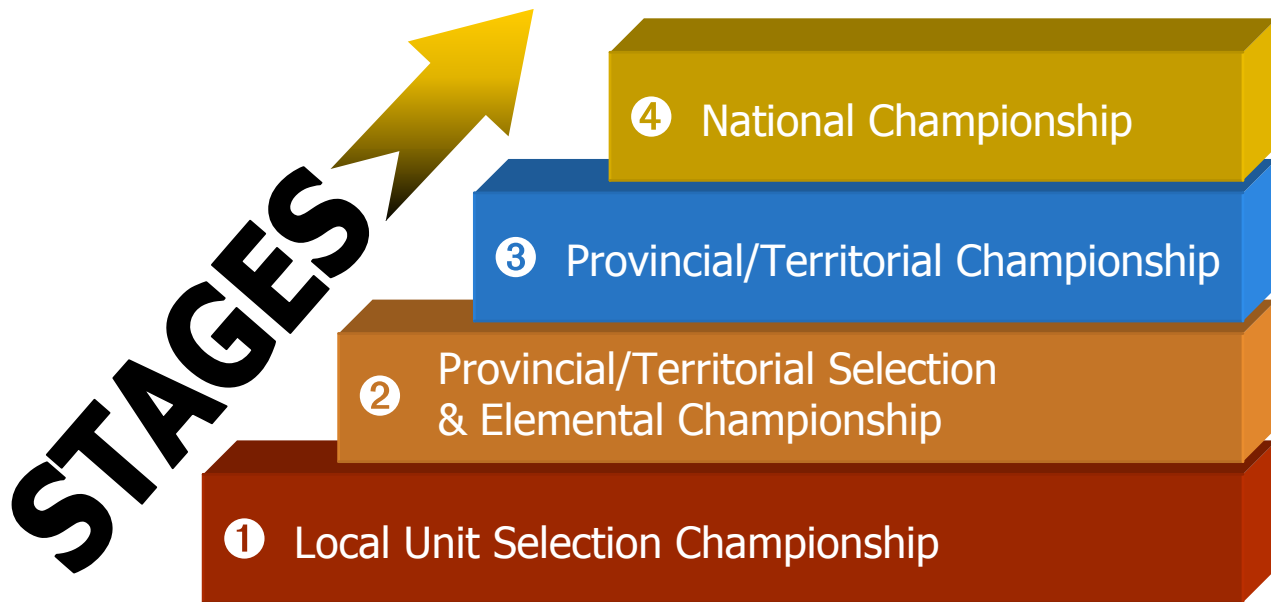 STAGES
❹ National Championship
❸ Provincial/Territorial Championship
❷ Provincial/Territorial Selection
& Elemental Championship
❶ Local Unit Selection Championship